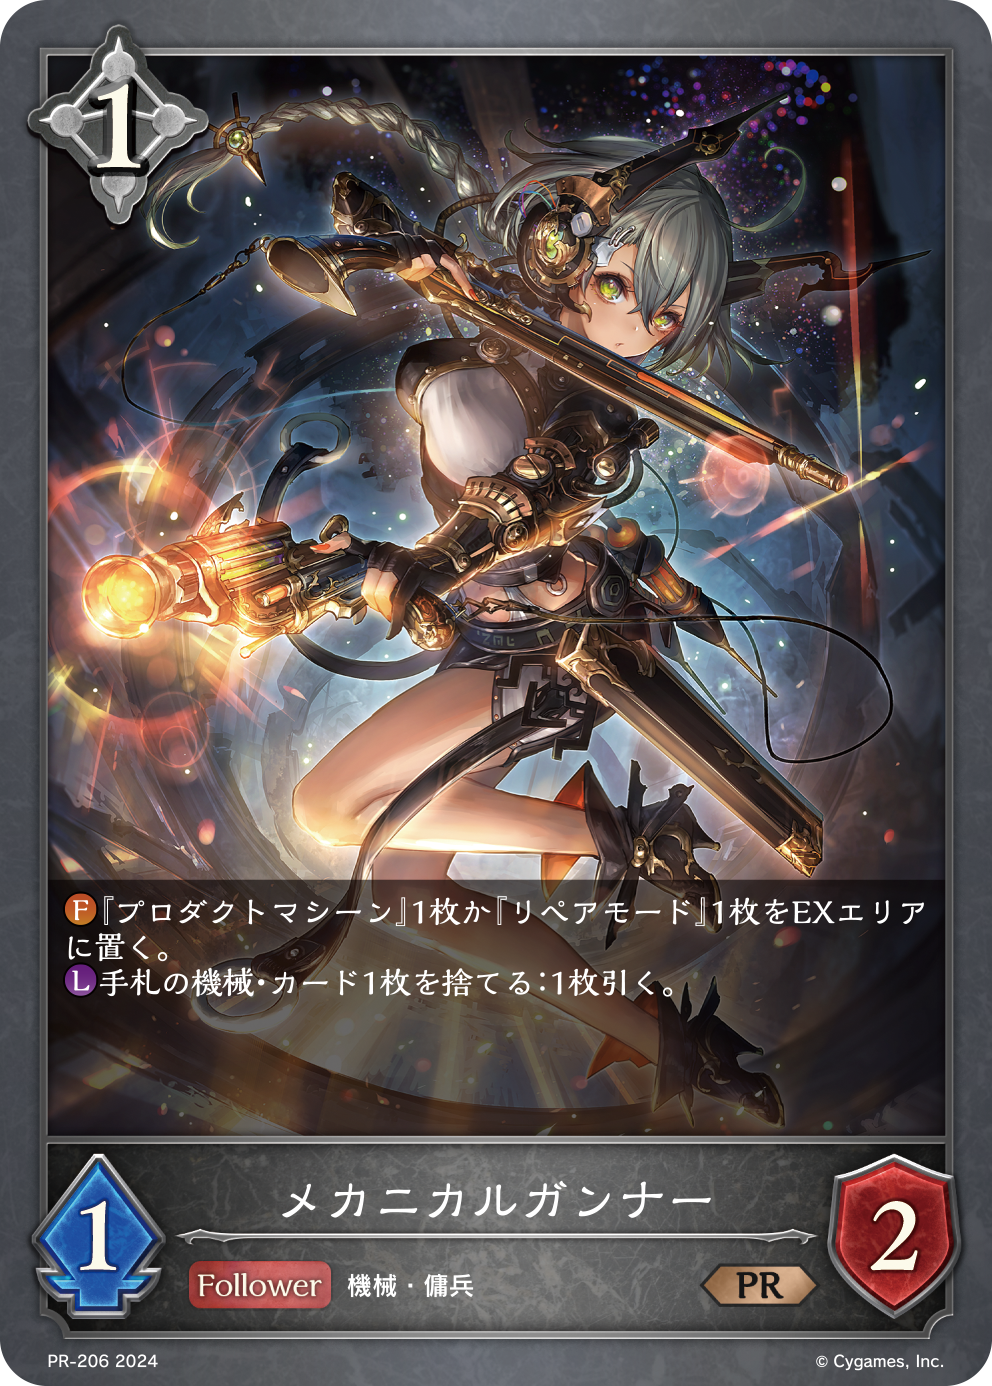 1
F『プロダクトマシーン』1枚か『リペアモード』1枚をEXエリア
に置く。
L手札の機械・カード1枚を捨てる：1枚引く。
メカニカルガンナー
1
2
Follower 機械・傭兵 PR
PR-206 2024
© Cygames, Inc.